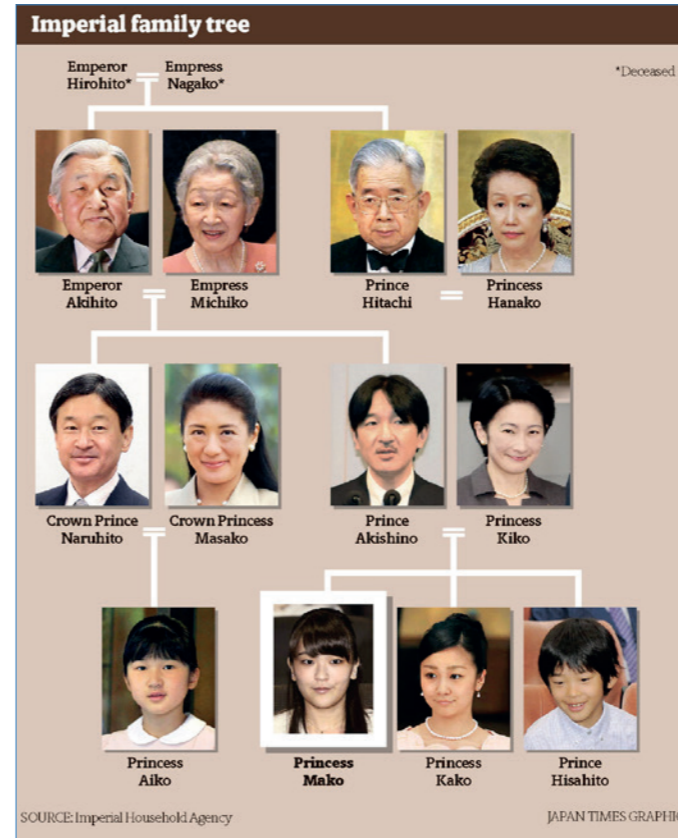 Imperial family tree
Emperor Hirohito*
Empress Nagako*
*Deceased
Emperor Akihito
Empress Michiko
Prince Hitachi
Princess Hanako
Crown Prince Naruhito
Crown Princess Masako
Prince Akishino
Princess Kiko
Princess Aiko
Princess Mako
Princess Kako
Prince Hisahito
SOURCE: Imperial Household Agency
JAPAN TIMES GRAPHI